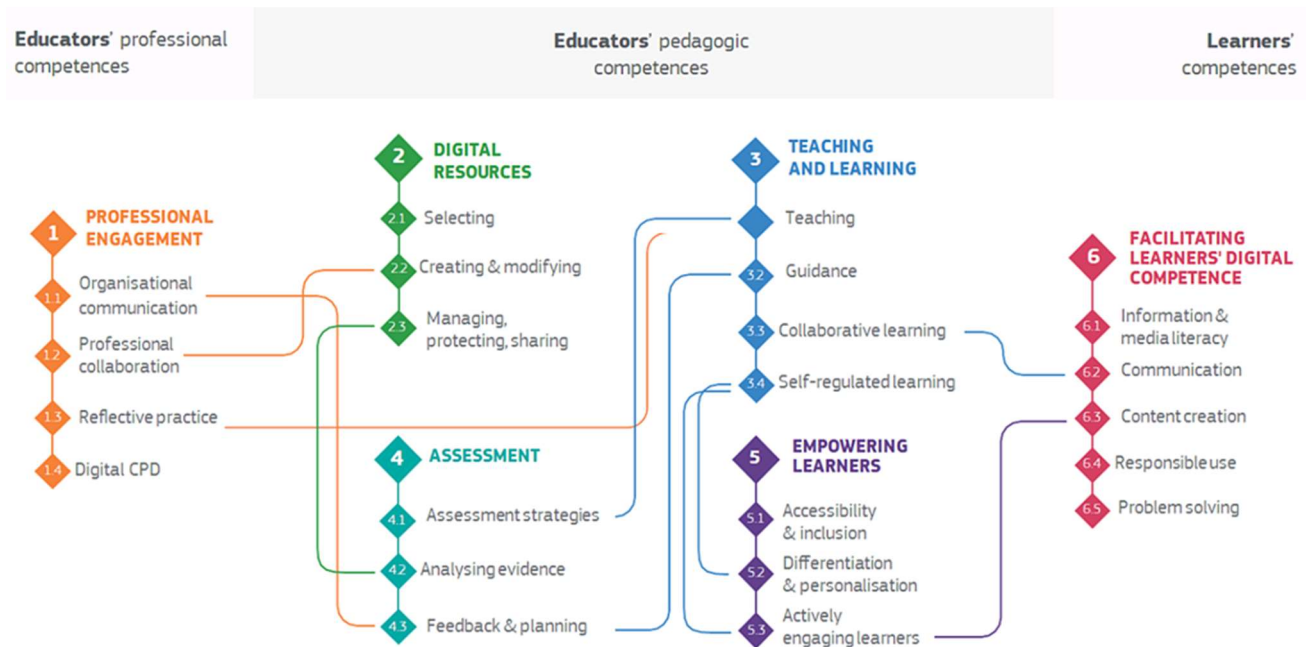 Educators' professional
competences
Educators' pedagogic
competences
Learners'
competences
1
PROFESSIONAL
ENGAGEMENT
1.1
Organisational
communication
1.2
Professional
collaboration
1.3
Reflective practice
1.4
Digital CPD
2
DIGITAL
RESOURCES
2.1
Selecting
2.2
Creating & modifying
2.3
Managing,
protecting, sharing
3
TEACHING
AND LEARNING
Teaching
3.2
Guidance
3.3
Collaborative learning
3.4
Self-regulated learning
4
ASSESSMENT
4.1
Assessment strategies
4.2
Analysing evidence
4.3
Feedback & planning
5
EMPOWERING
LEARNERS
5.1
Accessibility
& inclusion
5.2
Differentiation
& personalisation
5.3
Actively
engaging learners
6
FACILITATING
LEARNERS' DIGITAL
COMPETENCE
6.1
Information &
media literacy
6.2
Communication
6.3
Content creation
6.4
Responsible use
6.5
Problem solving